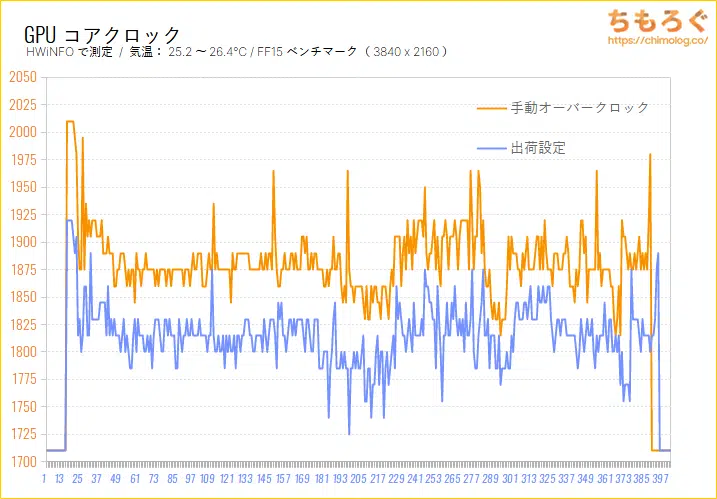 GPU コアクロック
ちもろぐ
HWiNFO で測定 / 気温： 25.2 ～ 26.4℃ / FF15 ベンチマーク （ 3840 x 2160 ）
https://chimolog.co/
2050
2025
2000
1975
1950
1925
1900
1875
1850
1825
1800
1775
1750
1725
1700
手動オーバークロック
出荷設定
1 13 25 37 49 61 73 85 97 109 121 133 145 157 169 181 193 205 217 229 241 253 265 277 289 301 313 325 337 349 361 373 385 397